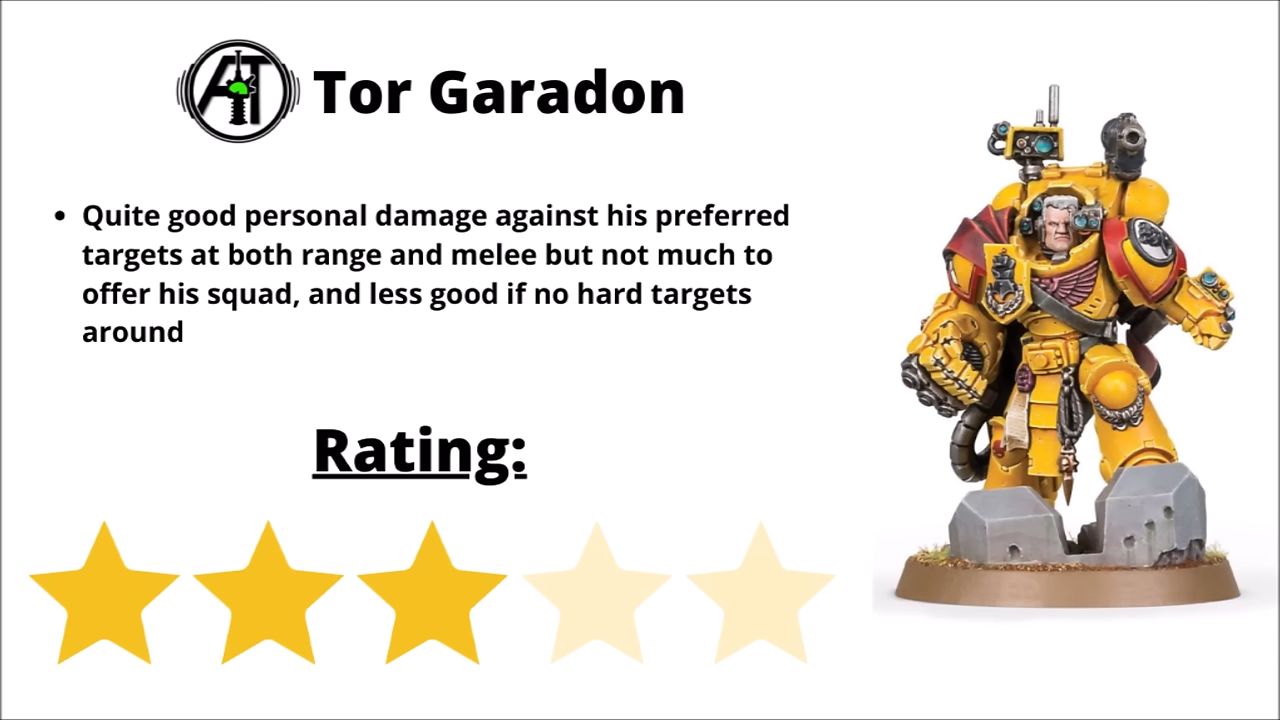 AT
Tor Garadon
• Quite good personal damage against his preferred
targets at both range and melee but not much to
offer his squad, and less good if no hard targets
around
Rating: